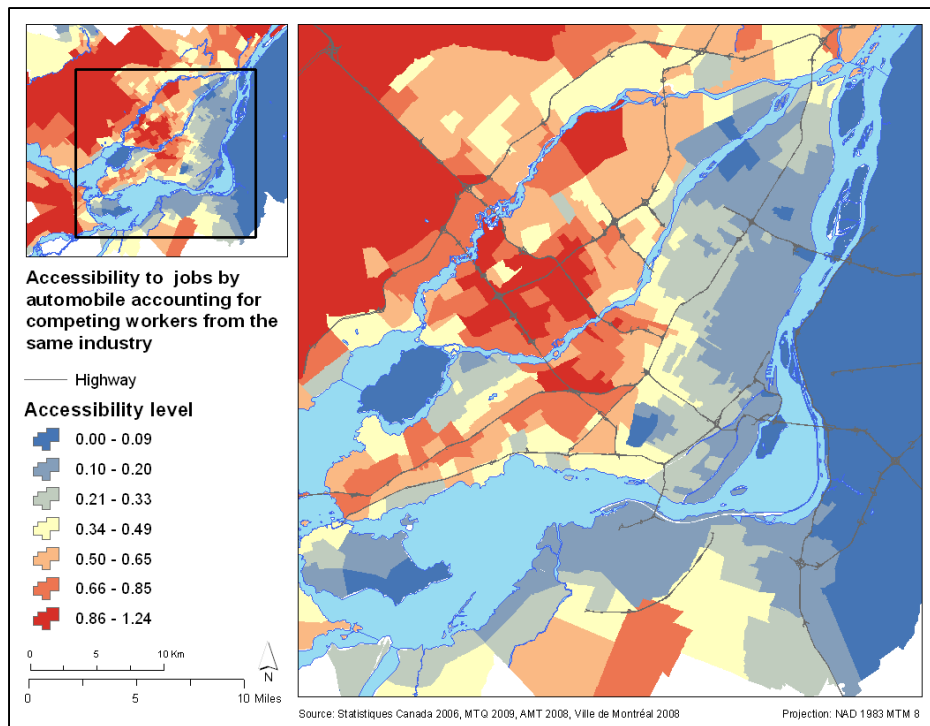 Accessibility to jobs by
automobile accounting for
competing workers from the
same industry
Highway
Accessibility level
0.00 - 0.09
0.10 - 0.20
0.21 - 0.33
0.34 - 0.49
0.50 - 0.65
0.66 - 0.85
0.86 - 1.24
0 5 10 Km
N
0 5 10 Miles
Source: Statistiques Canada 2006, MTQ 2009, AMT 2008, Ville de Montréal 2008 Projection: NAD 1983 MTM 8